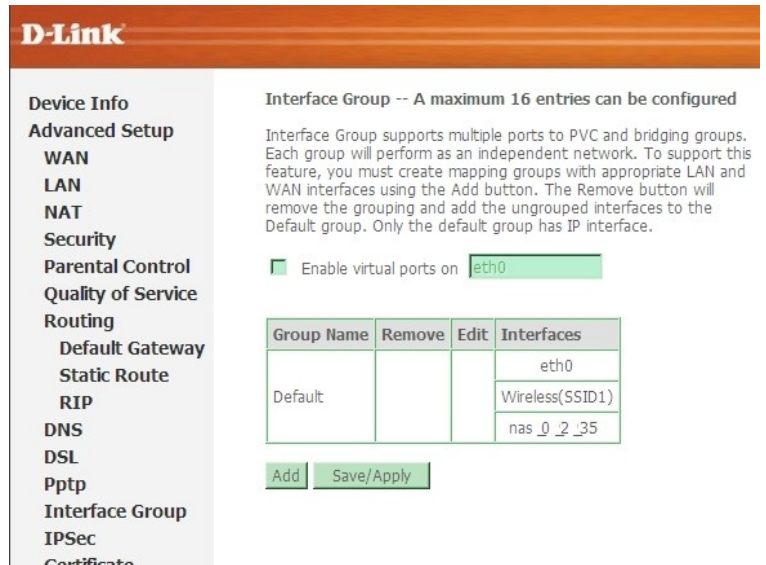 D-Link
Device Info
Advanced Setup
WAN
LAN
NAT
Security
Parental Control
Quality of Service
Routing
Default Gateway
Static Route
RIP
DNS
DSL
Pptp
Interface Group
IPSec
Certificate
Interface Group -- A maximum 16 entries can be configured
Interface Group supports multiple ports to PVC and bridging groups.
Each group will perform as an independent network. To support this
feature, you must create mapping groups with appropriate LAN and
WAN interfaces using the Add button. The Remove button will
remove the grouping and add the ungrouped interfaces to the
Default group. Only the default group has IP interface.
Enable virtual ports on eth0
Group Name Remove Edit Interfaces
Default
eth0
Wireless(SSID1)
nas_0_2_35
Add Save/Apply